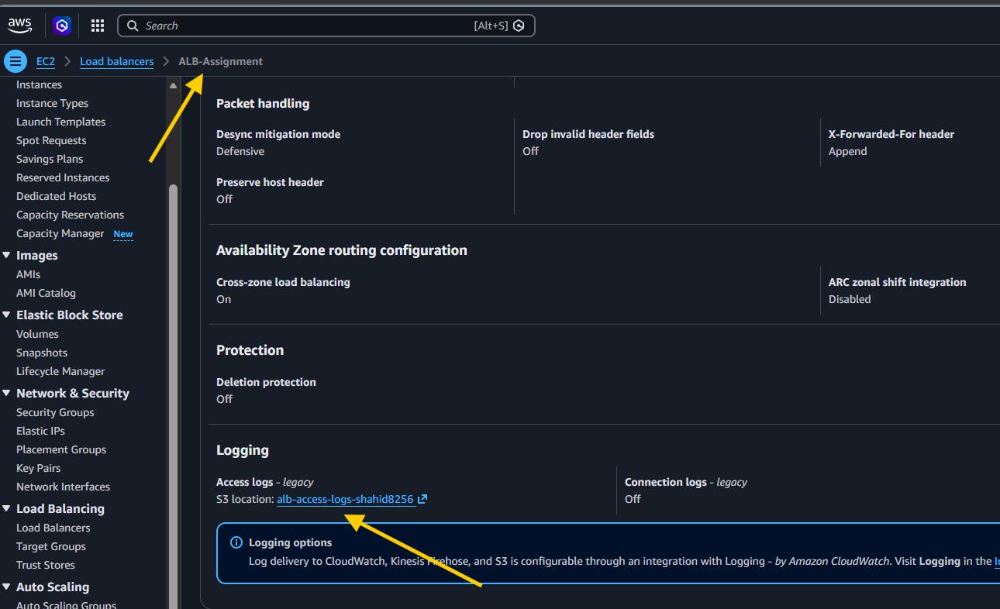 aws
Search [Alt+S]
EC2 > Load balancers > ALB-Assignment
Instances
Instance Types
Launch Templates
Spot Requests
Savings Plans
Reserved Instances
Dedicated Hosts
Capacity Reservations
Capacity Manager New
Images
AMIs
AMI Catalog
Elastic Block Store
Volumes
Snapshots
Lifecycle Manager
Network & Security
Security Groups
Elastic IPs
Placement Groups
Key Pairs
Network Interfaces
Load Balancing
Load Balancers
Target Groups
Trust Stores
Auto Scaling
Auto Scaling Groups
Packet handling
Desync mitigation mode
Defensive
Drop invalid header fields
Off
X-Forwarded-For header
Append
Preserve host header
Off
Availability Zone routing configuration
Cross-zone load balancing
On
ARC zonal shift integration
Disabled
Protection
Deletion protection
Off
Logging
Access logs - legacy
S3 location: alb-access-logs-shahid8256
Connection logs - legacy
Off
Logging options
Log delivery to CloudWatch, Kinesis Firehose, and S3 is configurable through an integration with Logging - by Amazon CloudWatch. Visit Logging in the